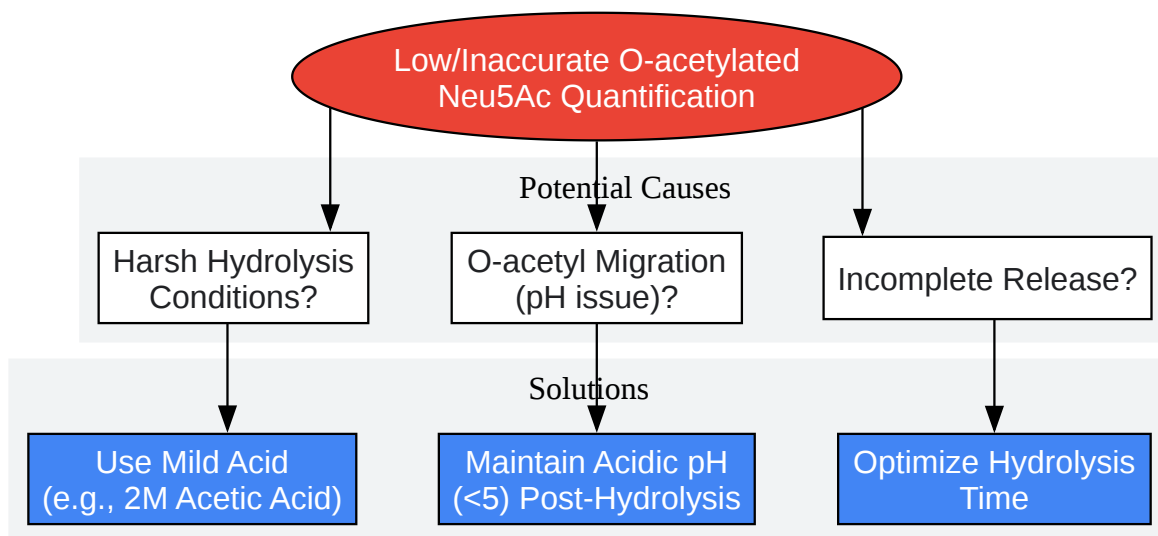 Low/Inaccurate O-acetylated
Neu5Ac Quantification
Potential Causes
Harsh Hydrolysis
Conditions?
O-acetyl Migration
(pH issue)?
Incomplete Release?
Solutions
Use Mild Acid
(e.g., 2M Acetic Acid)
Maintain Acidic pH
(<5) Post-Hydrolysis
Optimize Hydrolysis
Time